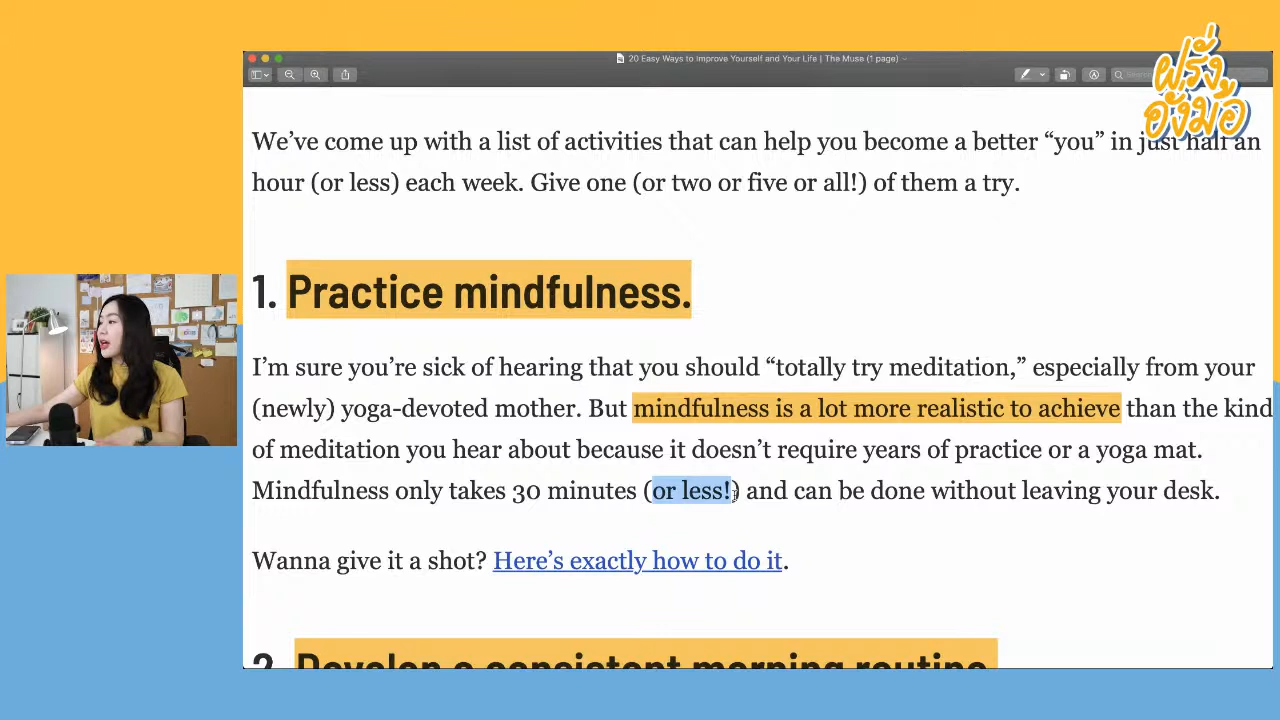 20 Easy Ways to Improve Yourself and Your Life | The Muse (1 page)
ฝรั่ง
อังม้อ
We’ve come up with a list of activities that can help you become a better “you” in just half an
hour (or less) each week. Give one (or two or five or all!) of them a try.
1. Practice mindfulness.
I’m sure you’re sick of hearing that you should “totally try meditation,” especially from your
(newly) yoga-devoted mother. But mindfulness is a lot more realistic to achieve than the kind
of meditation you hear about because it doesn’t require years of practice or a yoga mat.
Mindfulness only takes 30 minutes (or less!) and can be done without leaving your desk.
Wanna give it a shot? Here’s exactly how to do it.
2. Develop a consistent morning routine.